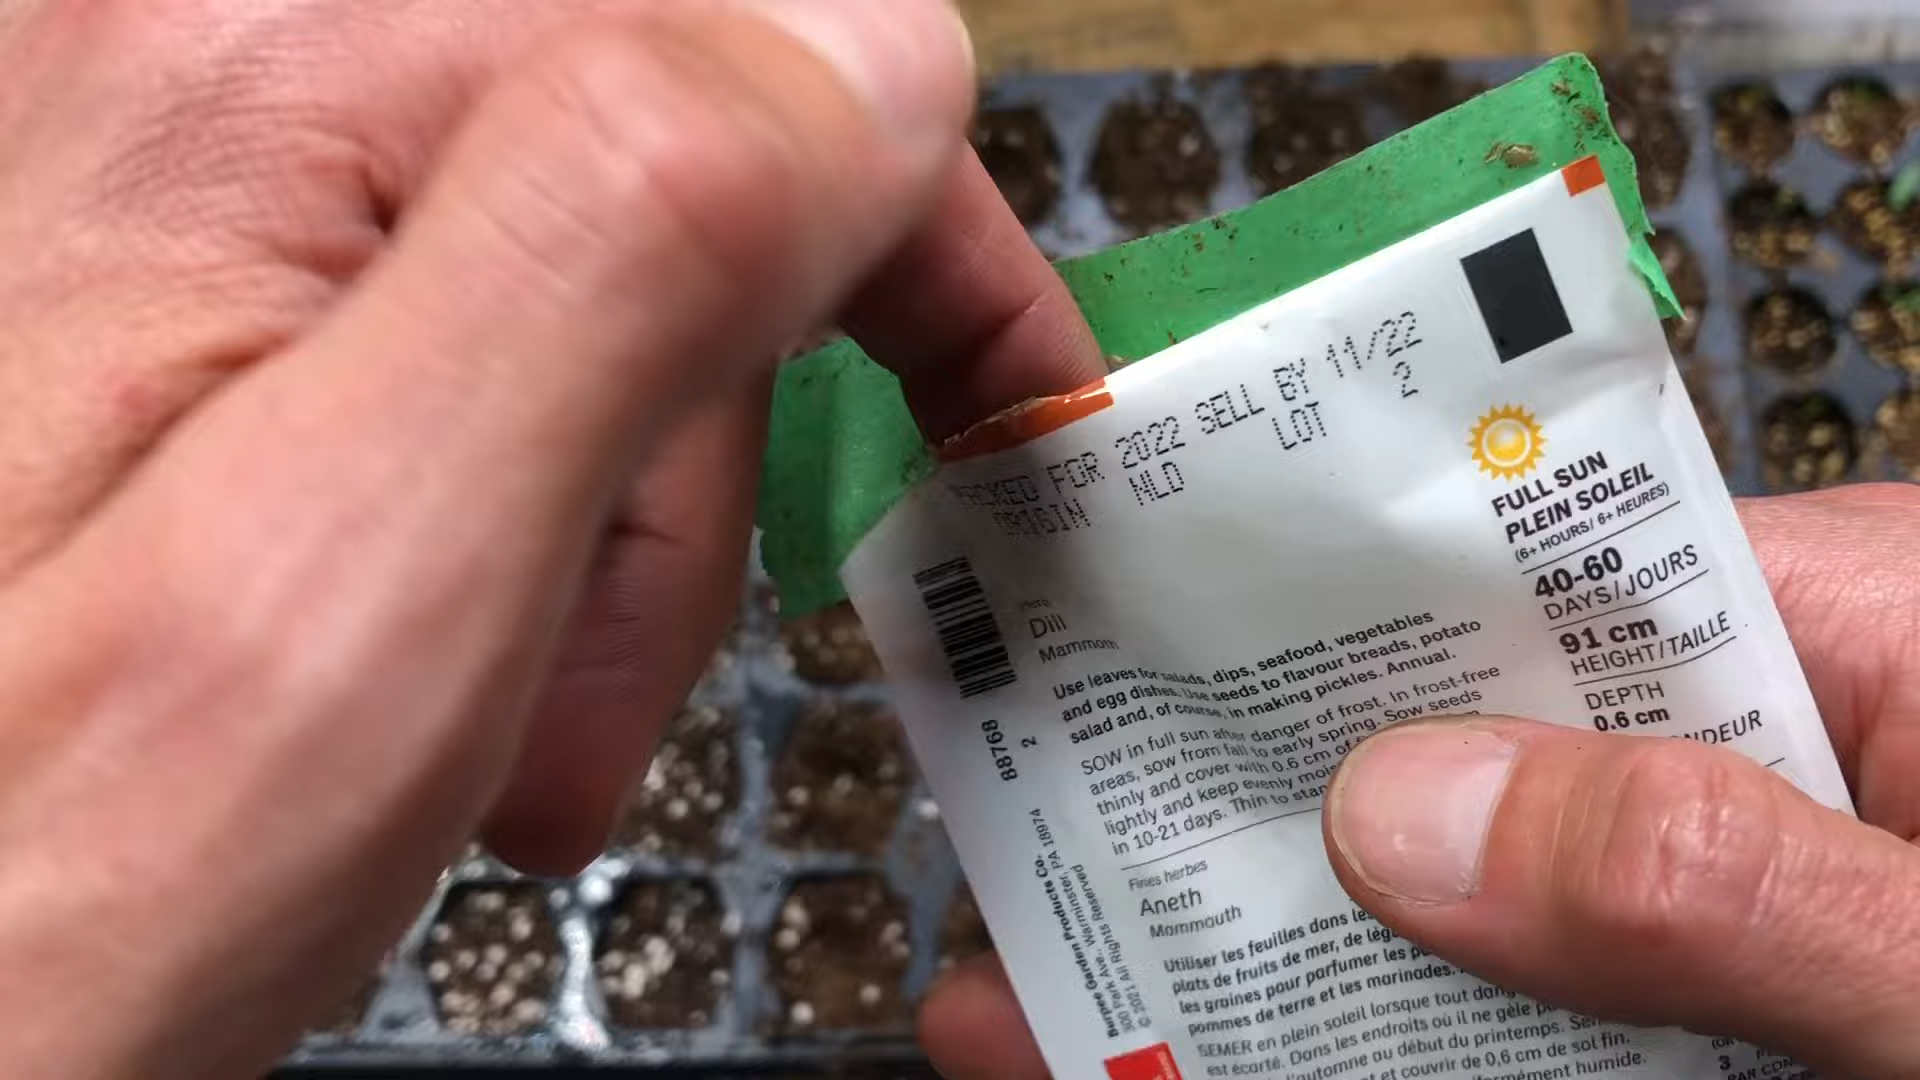 PACKED FOR 2022 SELL BY 11/22
ORIGIN MLD LOT 2
FULL SUN
PLEIN SOLEIL
(6+ HOURS/ 6+ HEURES)
40-60
DAYS/JOURS
91 cm
HEIGHT/TAILLE
DEPTH
0.6 cm
Herb
Dill
Mammoth
Use leaves for salads, dips, seafood, vegetables
and egg dishes. Use seeds to flavour breads, potato
salad and, of course, in making pickles. Annual.
SOW in full sun after danger of frost. In frost-free
areas, sow from fall to early spring. Sow seeds
thinly and cover with 0.6 cm of
lightly and keep evenly
in 10-21 days. Thin to
Fines herbes
Aneth
Mammouth
Utiliser les feuilles dans
plats de fruits de mer, de
les graines pour parfumer les
pommes de terre et les marinades.
SEMER en plein soleil lorsque tout
est écarté. Dans les endroits où il ne gèle
l'automne au début du printemps.
et couvrir de 0,6 cm de sol fin.
humide.
88768 2
Burpee Garden Products Co.
300 Park Ave., Warminster, PA 18974
© 2021 All Rights Reserved
3